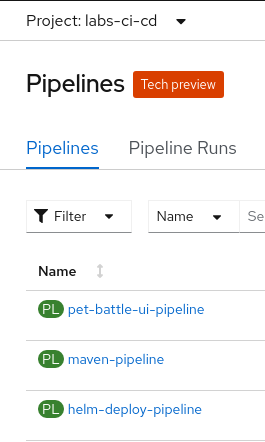 Project: labs-ci-cd
Pipelines Tech preview
Pipelines Pipeline Runs
Filter Name Se
Name
PL pet-battle-ui-pipeline
PL maven-pipeline
PL helm-deploy-pipeline